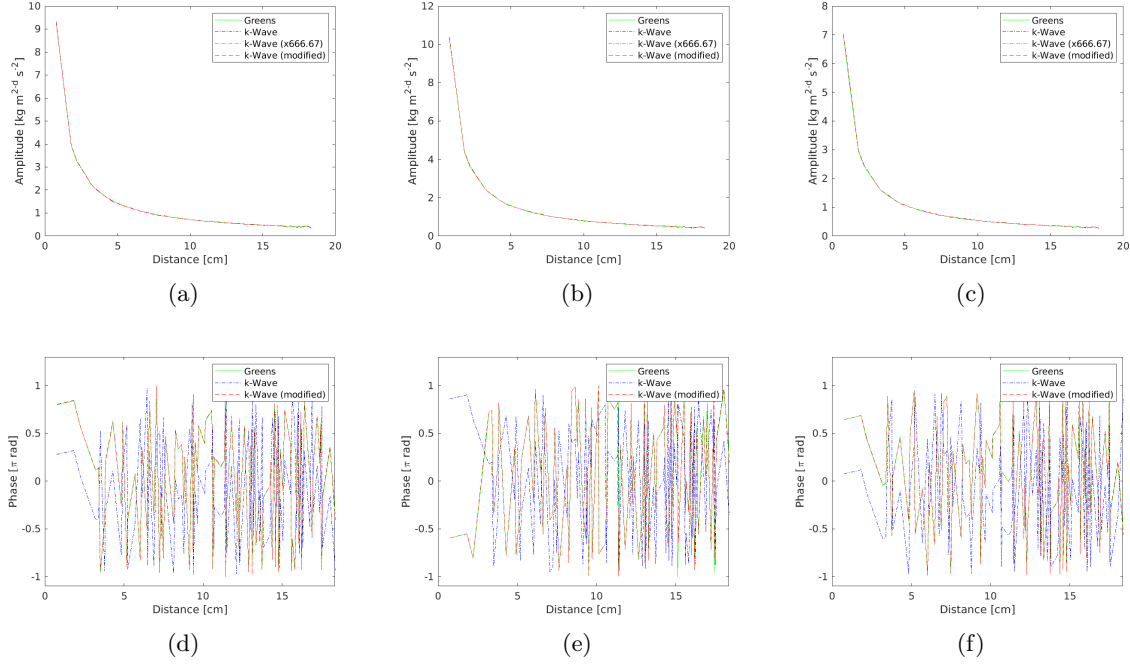 10
9
8
7
6
5
4
3
2
1
0
0 5 10 15 20
Amplitude [kg m2-d s-2]
Distance [cm]
Greens
k-Wave
k-Wave (x666.67)
k-Wave (modified)
(a)
12
10
8
6
4
2
0
0 5 10 15 20
Amplitude [kg m2-d s-2]
Distance [cm]
Greens
k-Wave
k-Wave (x666.67)
k-Wave (modified)
(b)
8
7
6
5
4
3
2
1
0
0 5 10 15 20
Amplitude [kg m2-d s-2]
Distance [cm]
Greens
k-Wave
k-Wave (x666.67)
k-Wave (modified)
(c)
1
0.5
0
-0.5
-1
0 5 10 15
Phase [π rad]
Distance [cm]
Greens
k-Wave
k-Wave (modified)
(d)
1
0.5
0
-0.5
-1
0 5 10 15
Phase [π rad]
Distance [cm]
Greens
k-Wave
k-Wave (modified)
(e)
1
0.5
0
-0.5
-1
0 5 10 15
Phase [π rad]
Distance [cm]
Greens
k-Wave
k-Wave (modified)
(f)